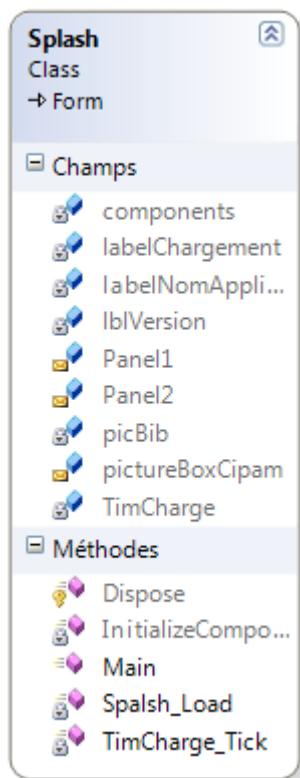 Splash
Class
Form
Champs
components
labelChargement
labelNomAppli...
lblVersion
Panel1
Panel2
picBib
pictureBoxCipam
TimCharge
Méthodes
Dispose
InitializeCompo...
Main
Spalsh_Load
TimCharge_Tick